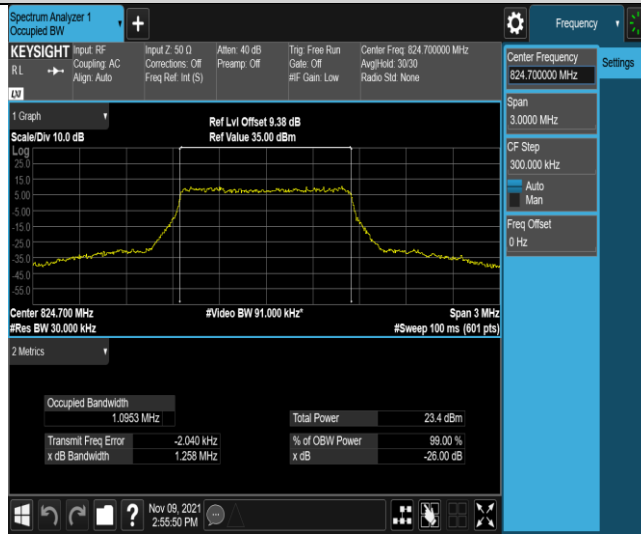 Spectrum Analyzer 1
Occupied BW
Frequency
KEYSIGHT
RL
Input: RF
Coupling: AC
Align: Auto
Input Z: 50 Ω
Corrections: Off
Freq Ref: Int (S)
Atten: 40 dB
Preamp: Off
Trig: Free Run
Gate: Off
#IF Gain: Low
Center Freq: 824.700000 MHz
Avg|Hold: 30/30
Radio Std: None
LXI
1 Graph
Scale/Div 10.0 dB
Ref Lvl Offset 9.38 dB
Ref Value 35.00 dBm
Log
25.0
15.0
5.00
-5.00
-15.0
-25.0
-35.0
-45.0
-55.0
Center 824.700 MHz
#Res BW 30.000 kHz
#Video BW 91.000 kHz*
Span 3 MHz
#Sweep 100 ms (601 pts)
2 Metrics
Occupied Bandwidth
1.0953 MHz
Total Power 23.4 dBm
Transmit Freq Error -2.040 kHz
% of OBW Power 99.00 %
x dB Bandwidth 1.258 MHz
x dB -26.00 dB
Nov 09, 2021
2:55:50 PM
Center Frequency
824.700000 MHz
Settings
Span
3.0000 MHz
CF Step
300.000 kHz
Auto
Man
Freq Offset
0 Hz